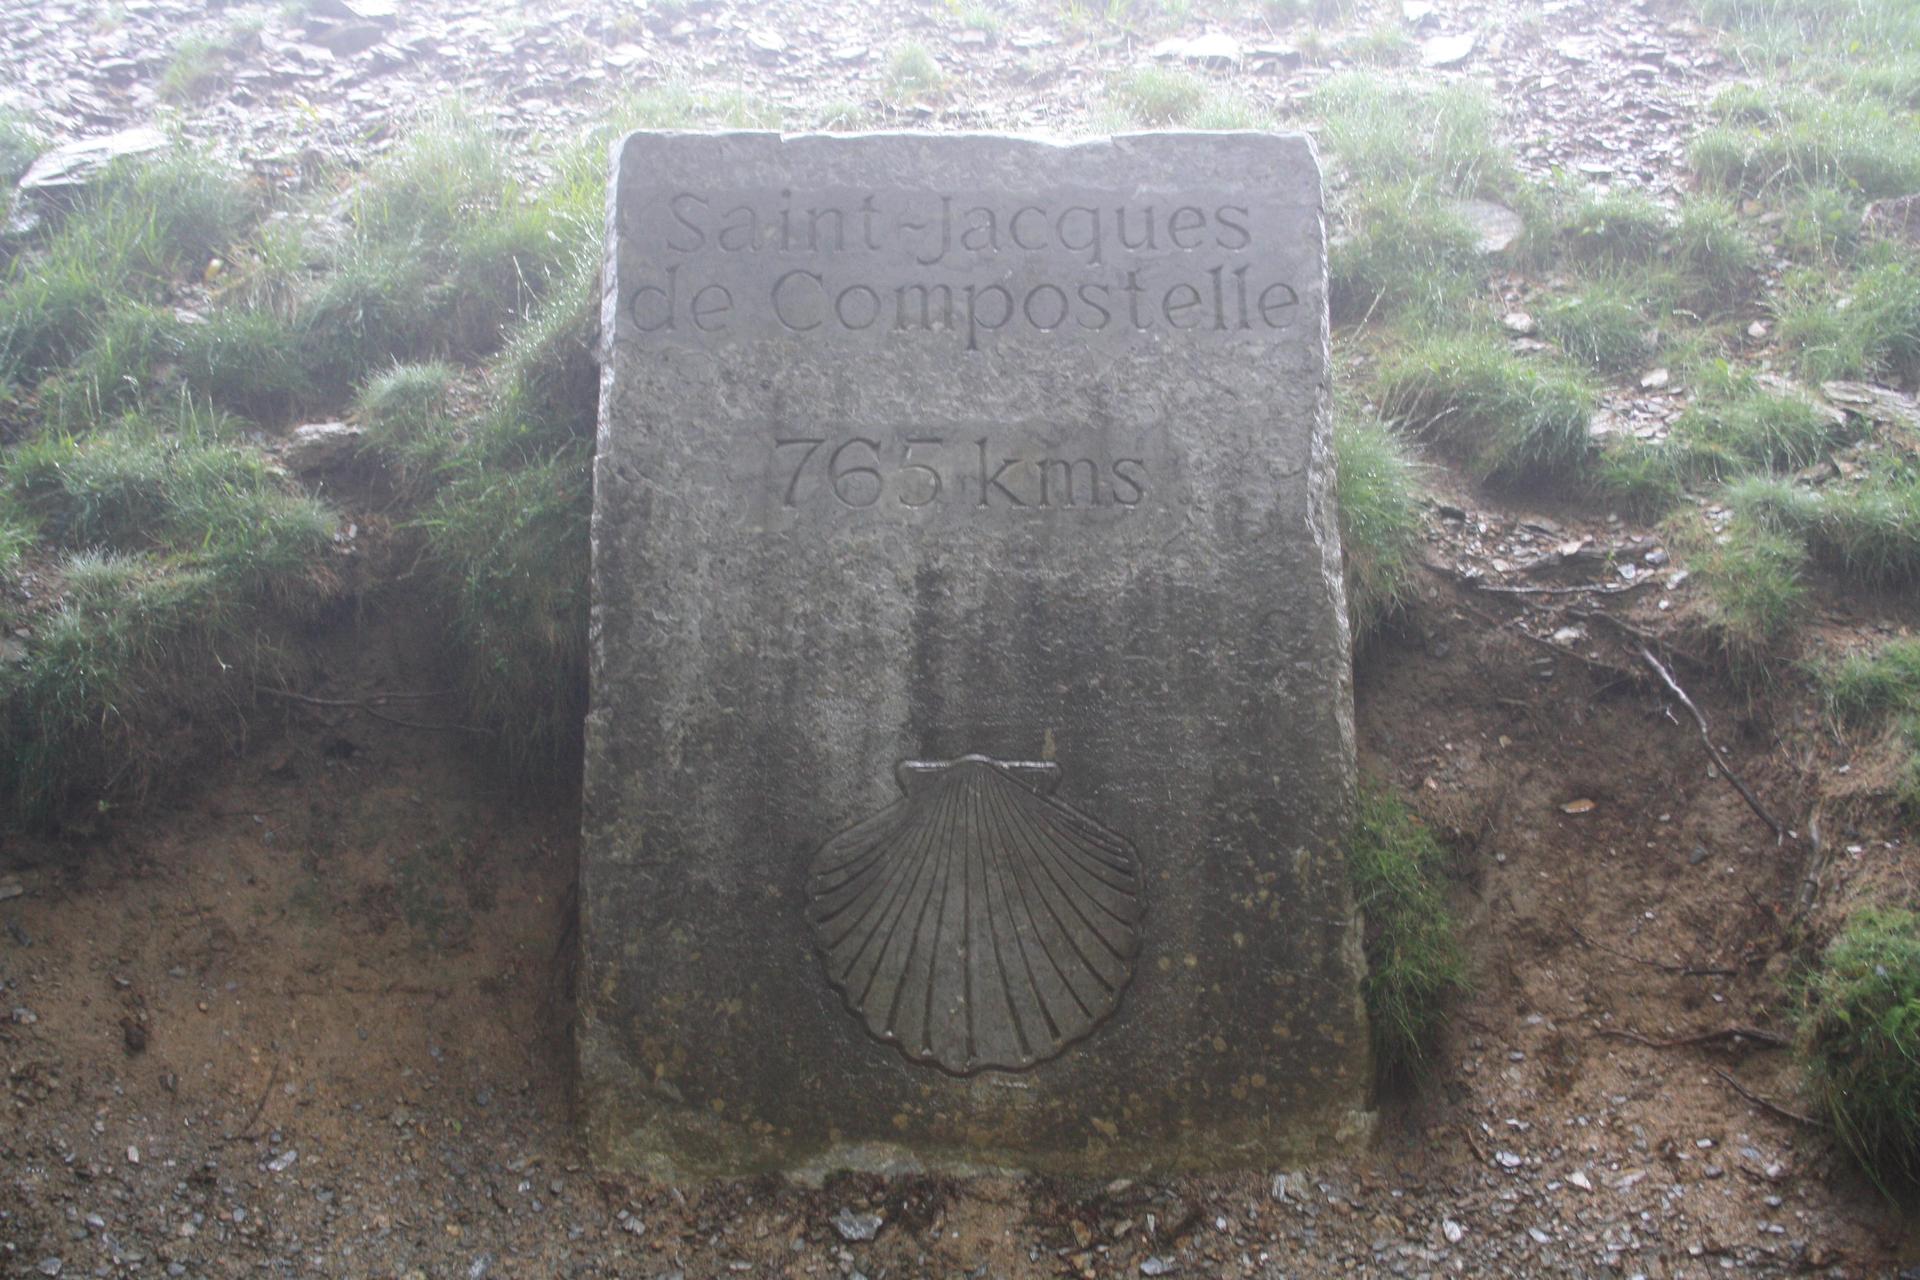 Saint-Jacques
de Compostelle
765 kms